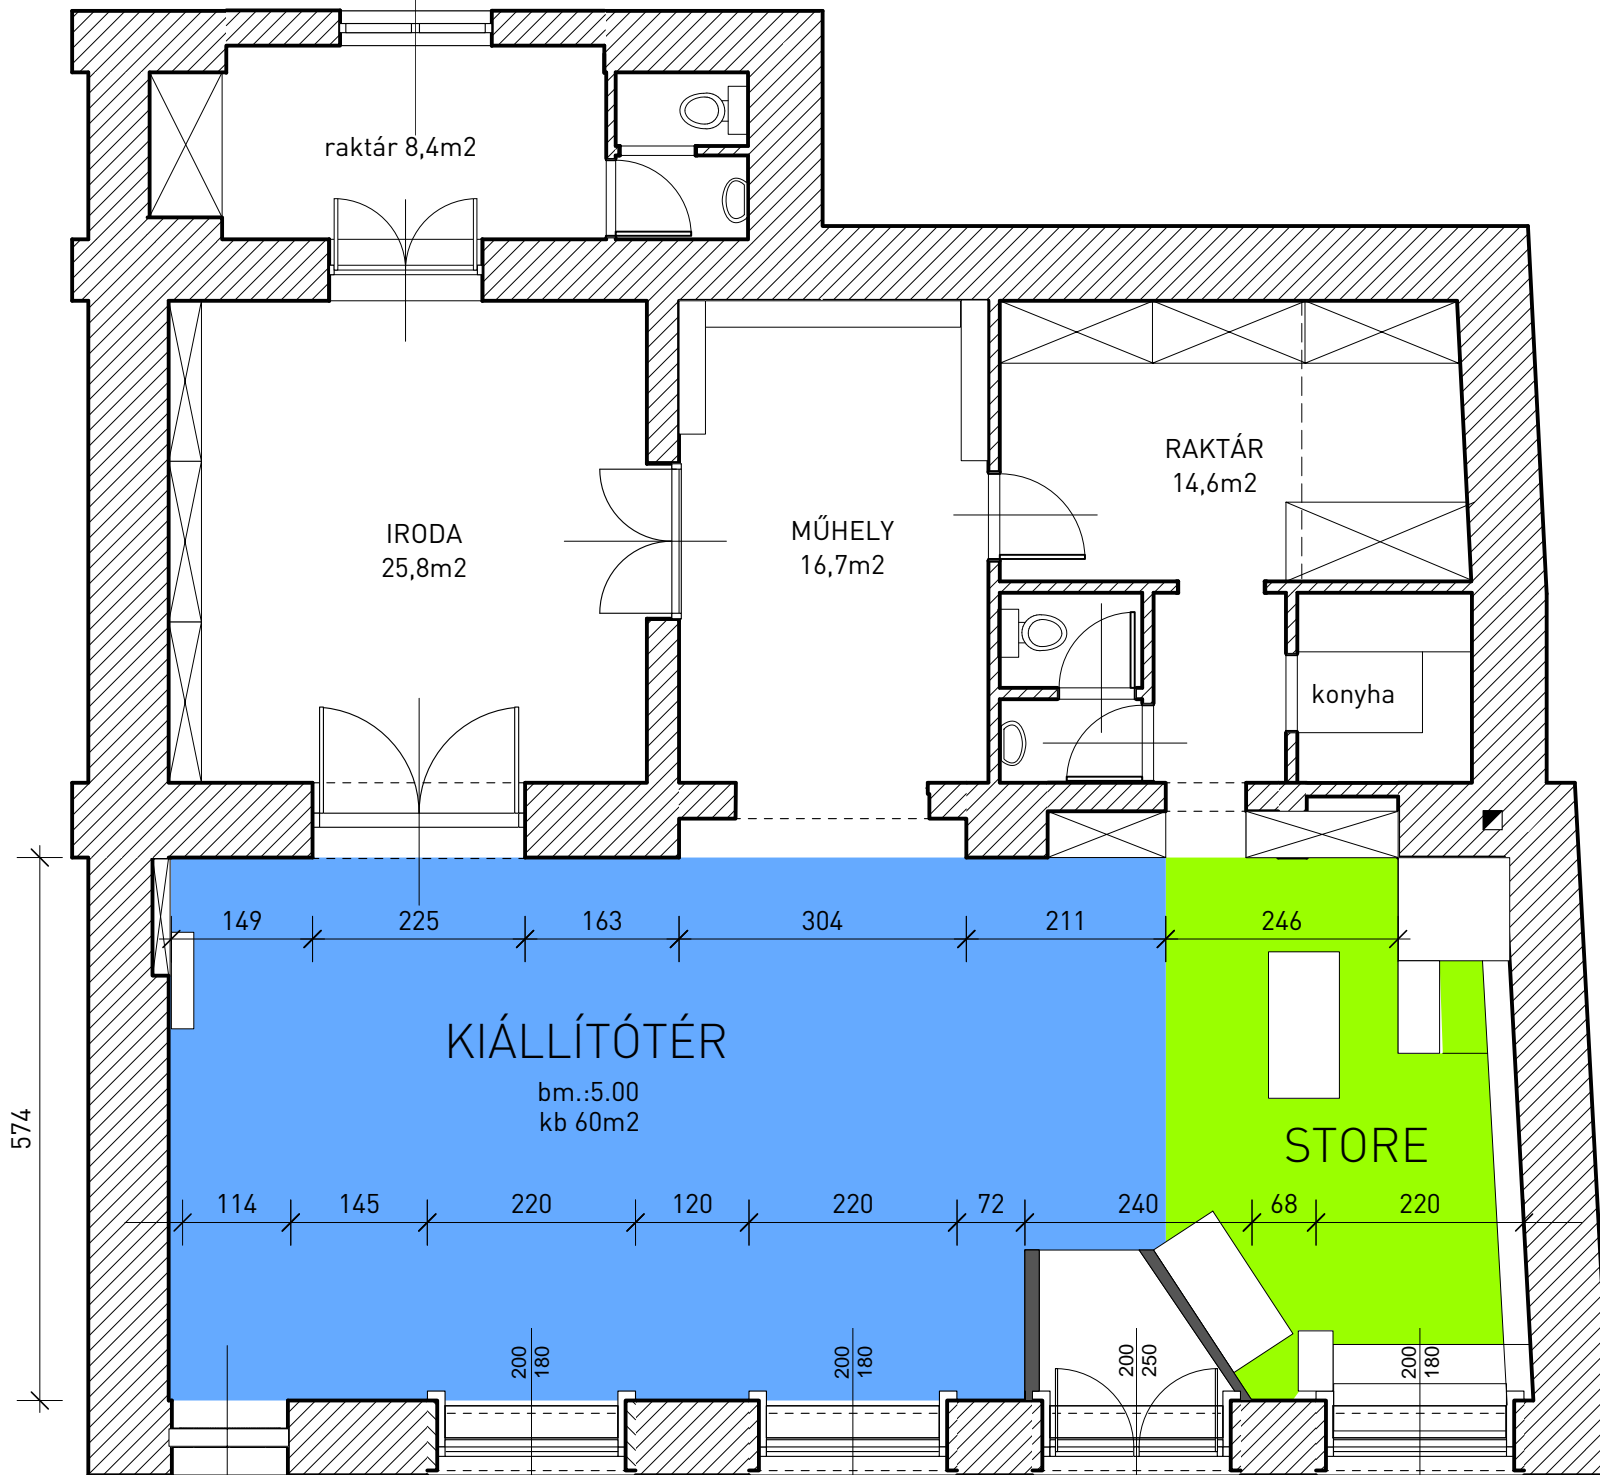 raktár 8,4m2
RAKTÁR
14,6m2
IRODA
25,8m2
MŰHELY
16,7m2
konyha
149 225 163 304 211 246
KIÁLLÍTÓTÉR
bm.:5.00
kb 60m2
574
STORE
114 145 220 120 220 72 240 68 220
200
180
200
180
200
250
200
180